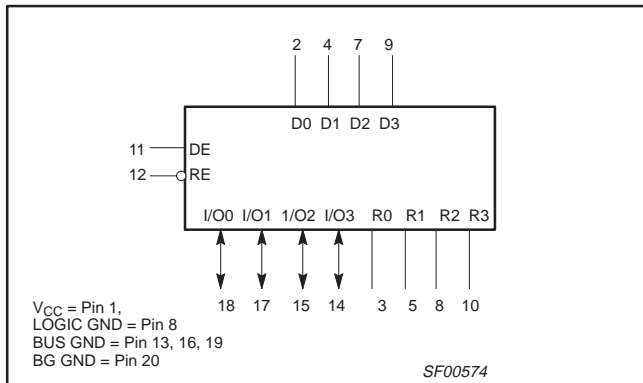 2 4 7 9
D0 D1 D2 D3
11 DE
12 RE
I/O0 I/O1 1/O2 I/O3 R0 R1 R2 R3
18 17 15 14 3 5 8 10
VCC = Pin 1,
LOGIC GND = Pin 8
BUS GND = Pin 13, 16, 19
BG GND = Pin 20
SF00574